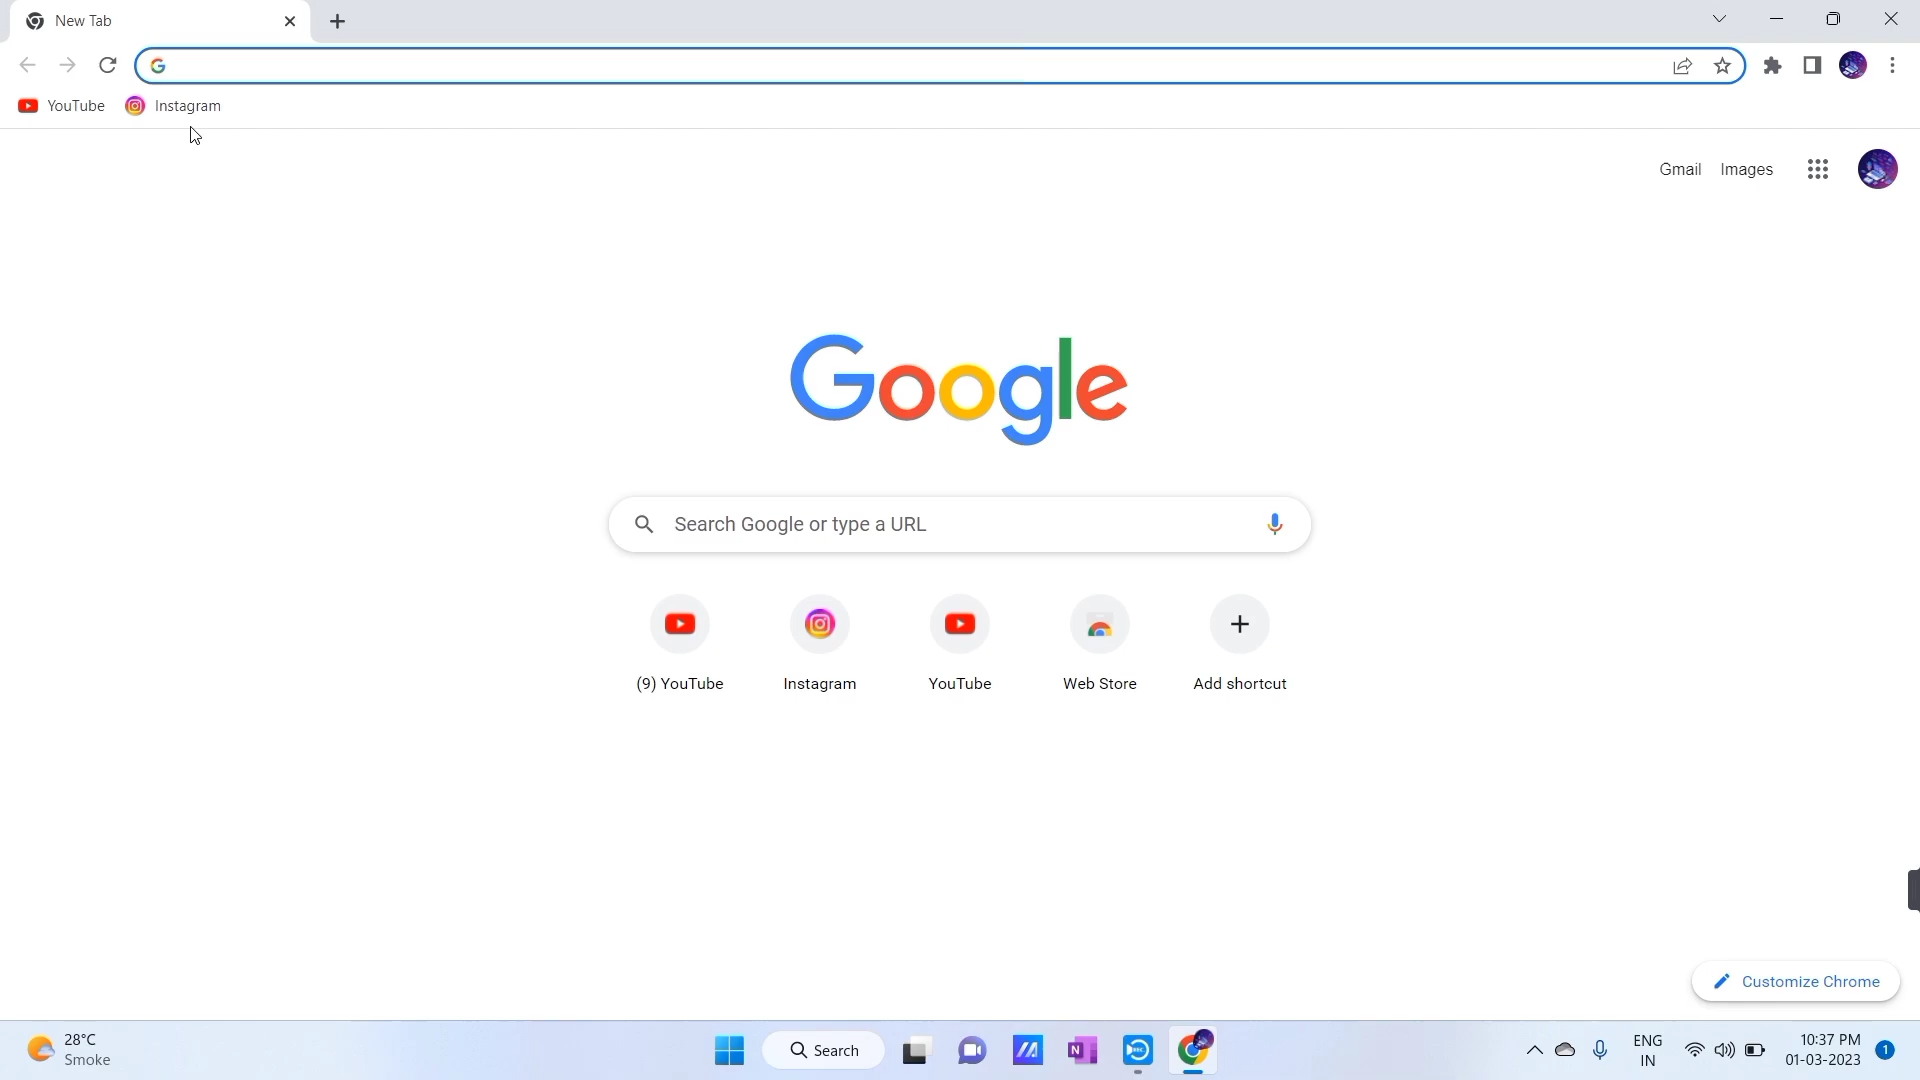 New Tab
YouTube Instagram
Gmail Images
Google
Search Google or type a URL
(9) YouTube Instagram YouTube Web Store Add shortcut
Customize Chrome
28°C
Smoke
Search
ENG
IN
10:37 PM
01-03-2023
1